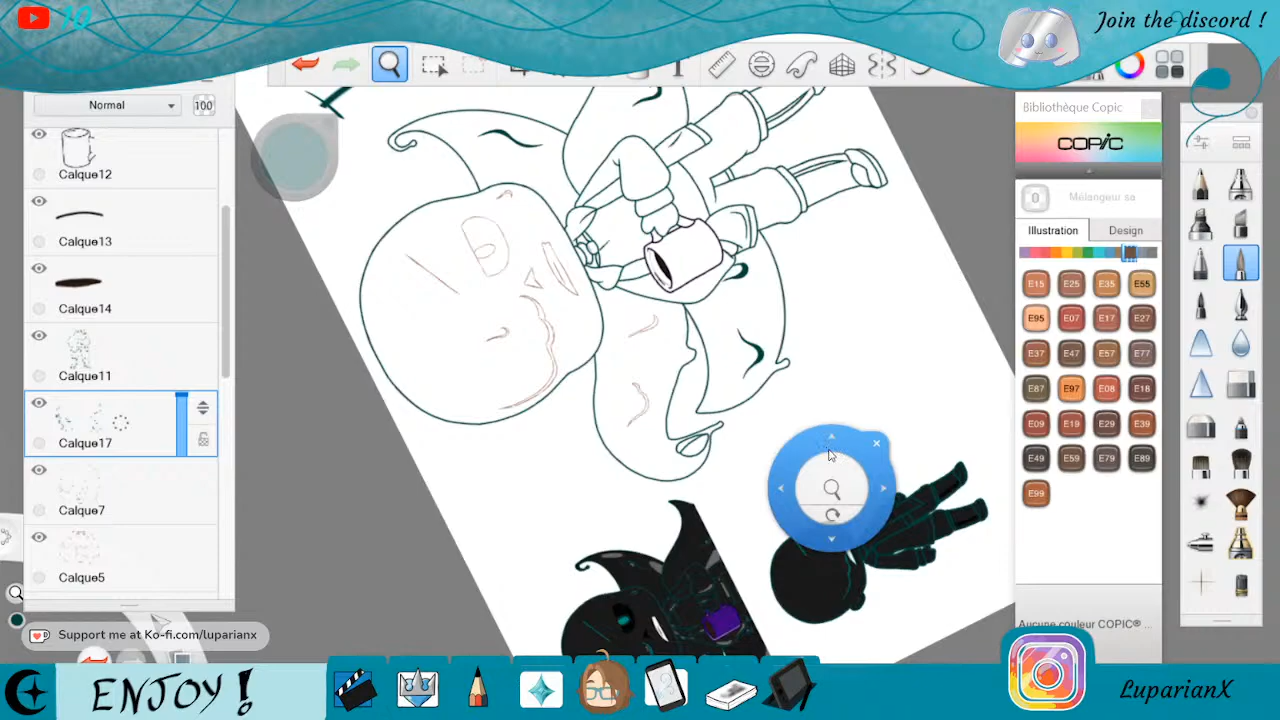 10
Join the discord !
Normal
100
Calque12
Calque13
Calque14
Calque11
Calque17
Calque7
Calque5
Bibliothèque Copic
COPIC
0
Mélangeur sa
Illustration
Design
E15 E25 E35 E55
E95 E07 E17 E27
E37 E47 E57 E77
E87 E97 E08 E18
E09 E19 E29 E39
E49 E59 E79 E89
E99
Aucune couleur COPIC® ...
Support me at Ko-fi.com/luparianx
ENJOY !
LuparianX